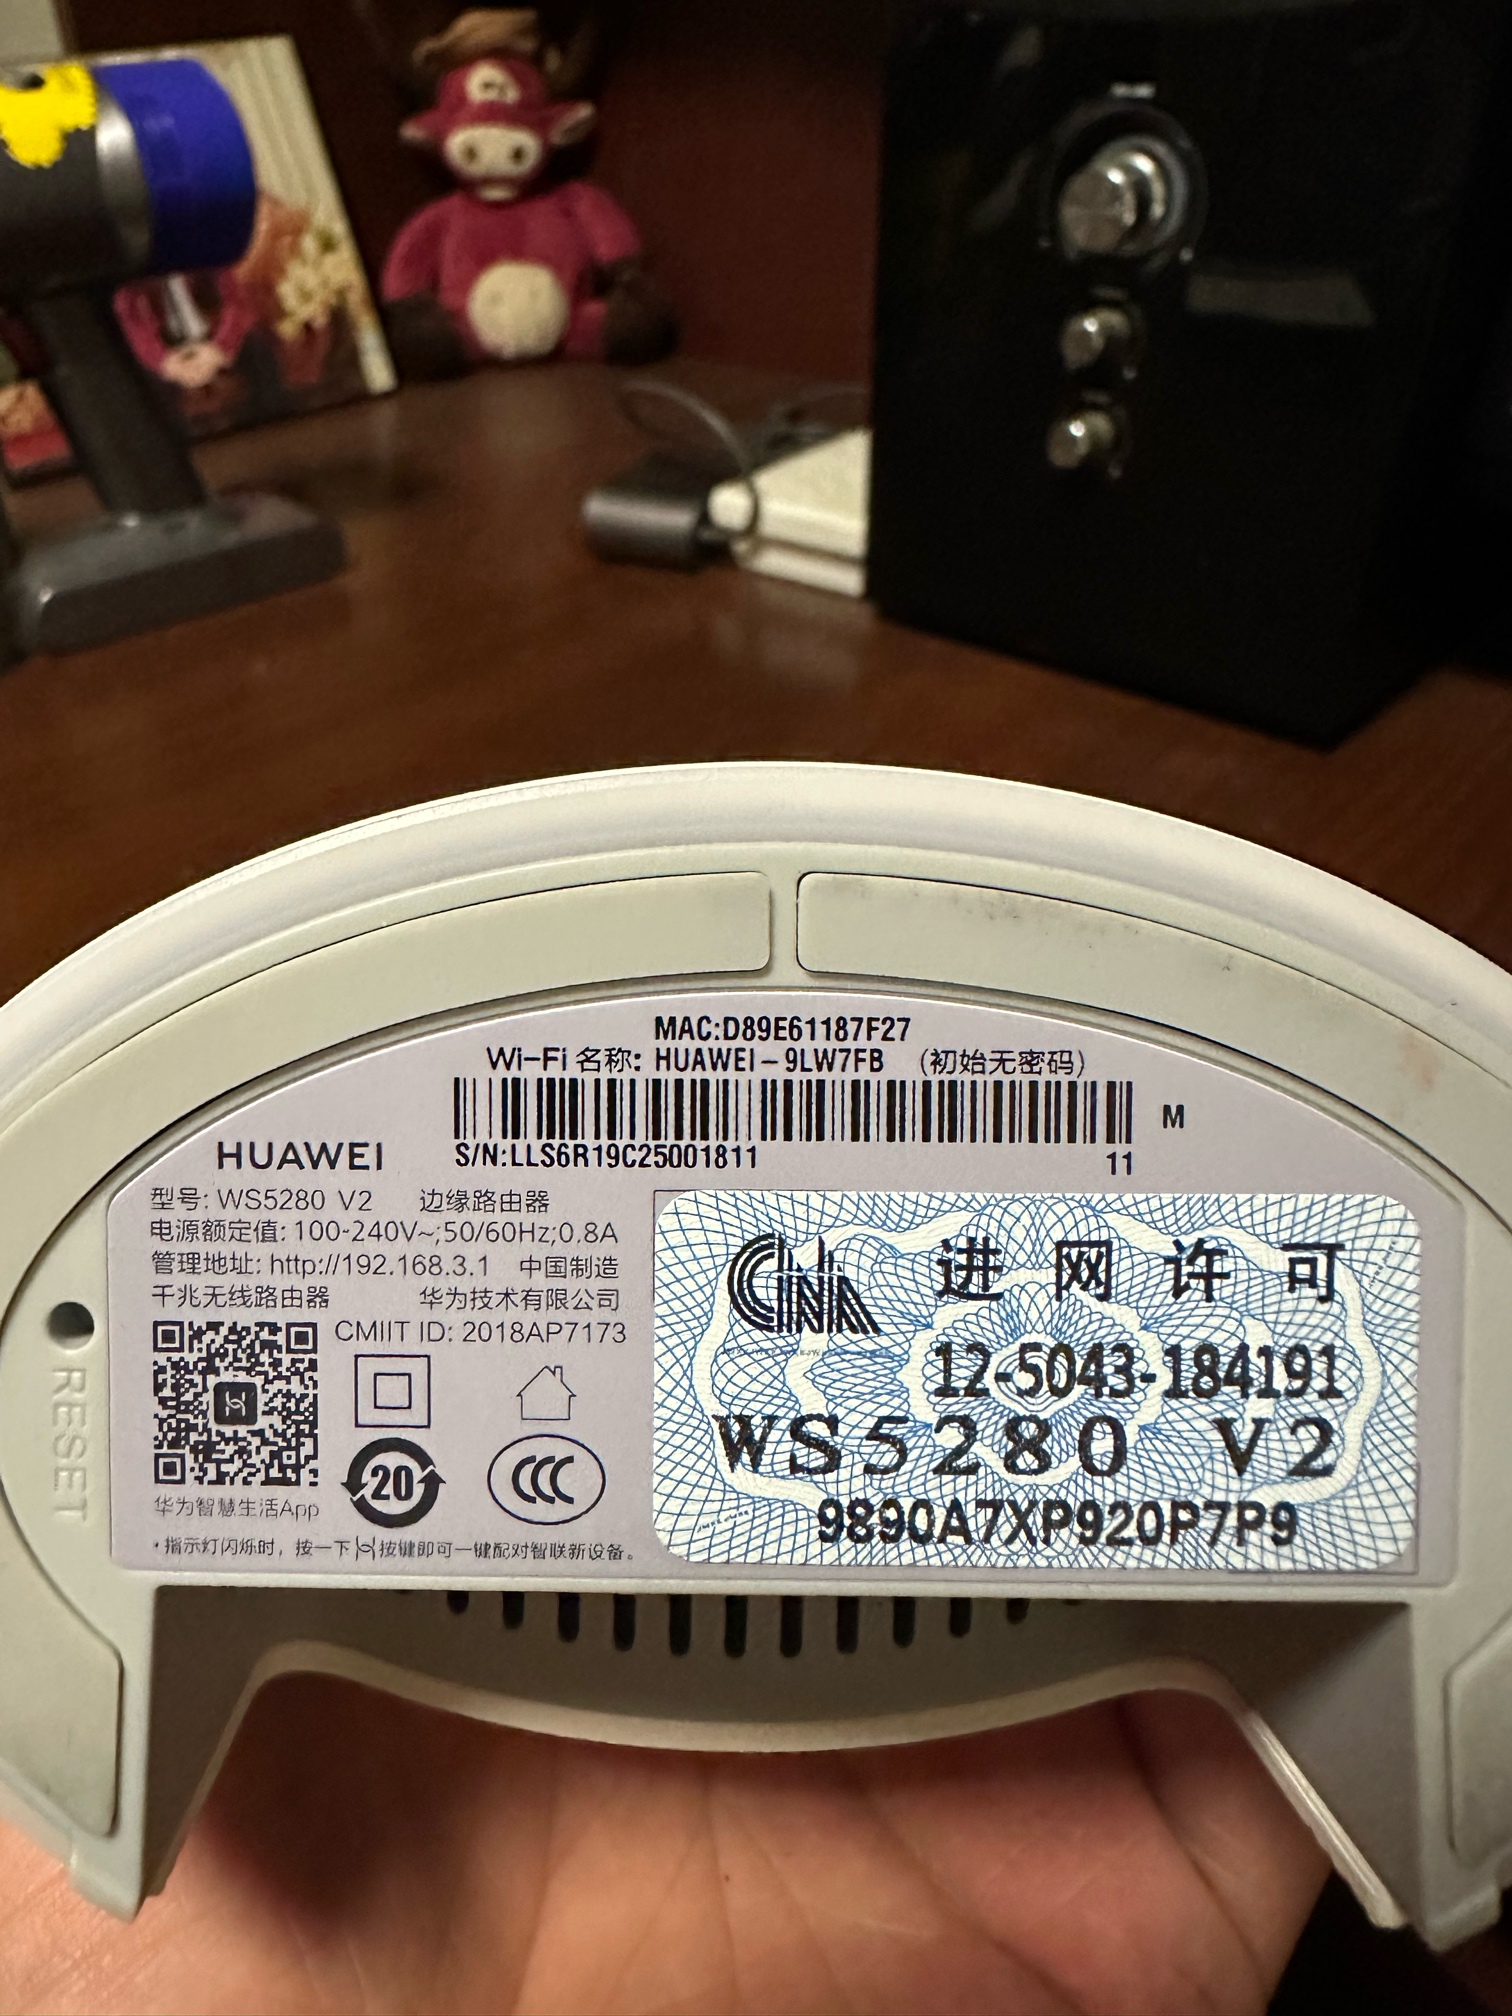 MAC:D89E61187F27
Wi-Fi 名称: HUAWEI-9LW7FB (初始无密码)
M
S/N:LLS6R19C25001811 11
HUAWEI
型号: WS5280 V2 边缘路由器
电源额定值: 100-240V~;50/60Hz;0.8A
管理地址: http://192.168.3.1 中国制造
千兆无线路由器 华为技术有限公司
CMIIT ID: 2018AP7173
20
CCC
华为智慧生活App
•指示灯闪烁时，按一下按键即可一键配对智联新设备。
RESET
CNA 进网许可
12-5043-184191
WS5280 V2
9890A7XP920P7P9